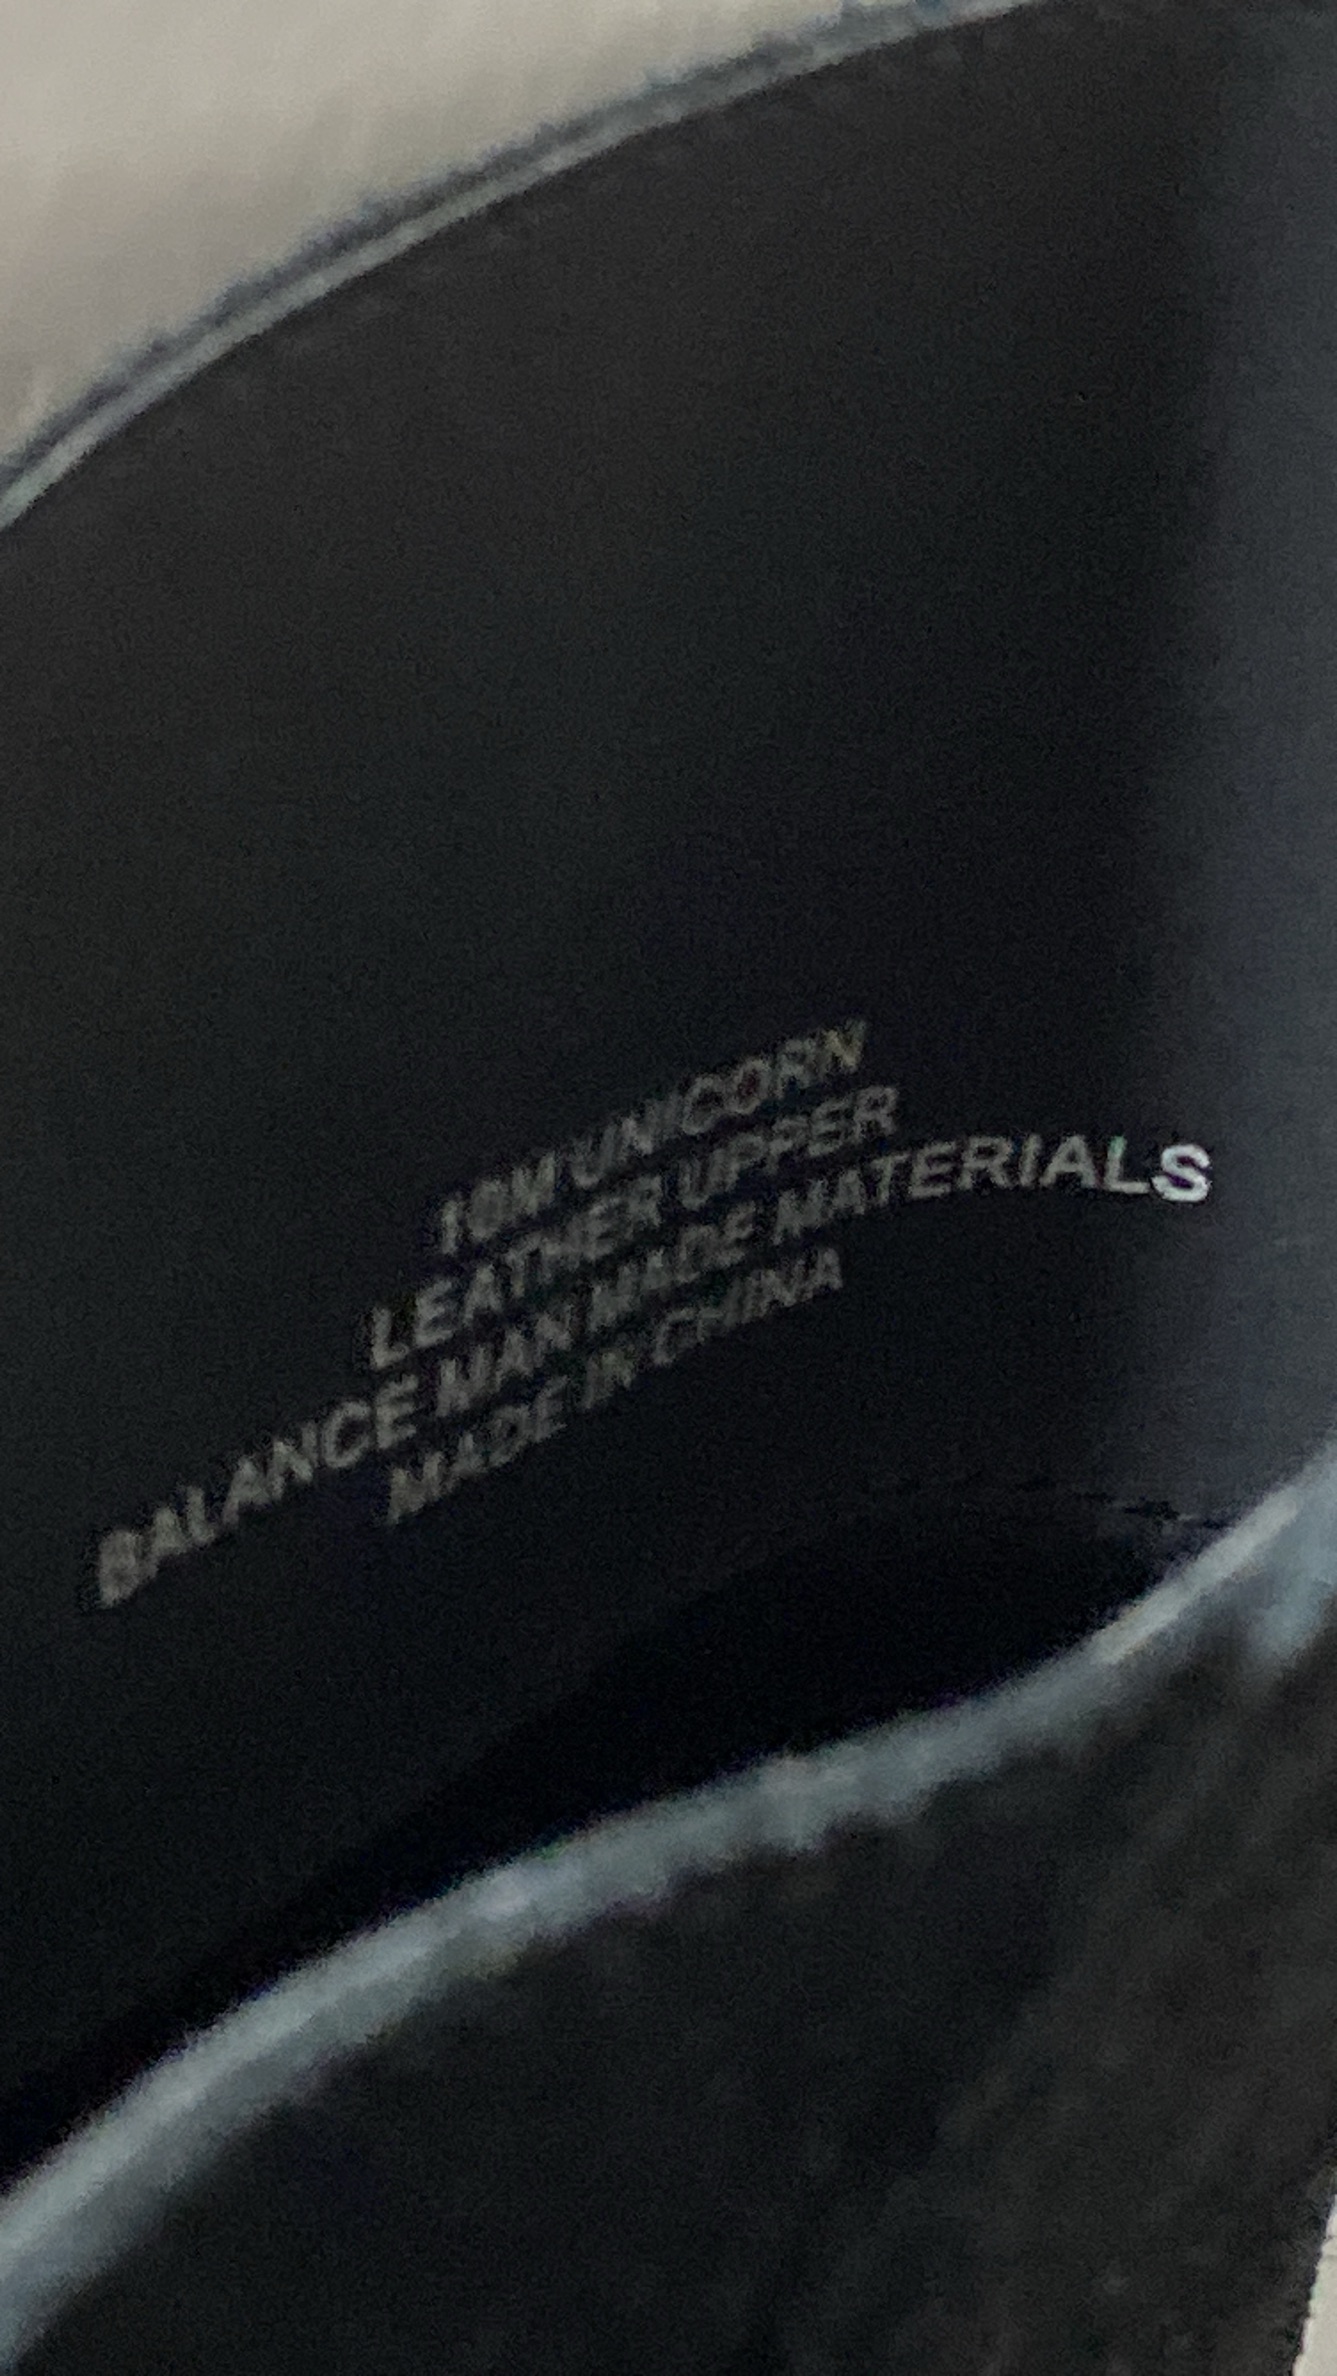 10M UNICORN
LEATHER UPPER
BALANCE MAN MADE MATERIALS
MADE IN CHINA